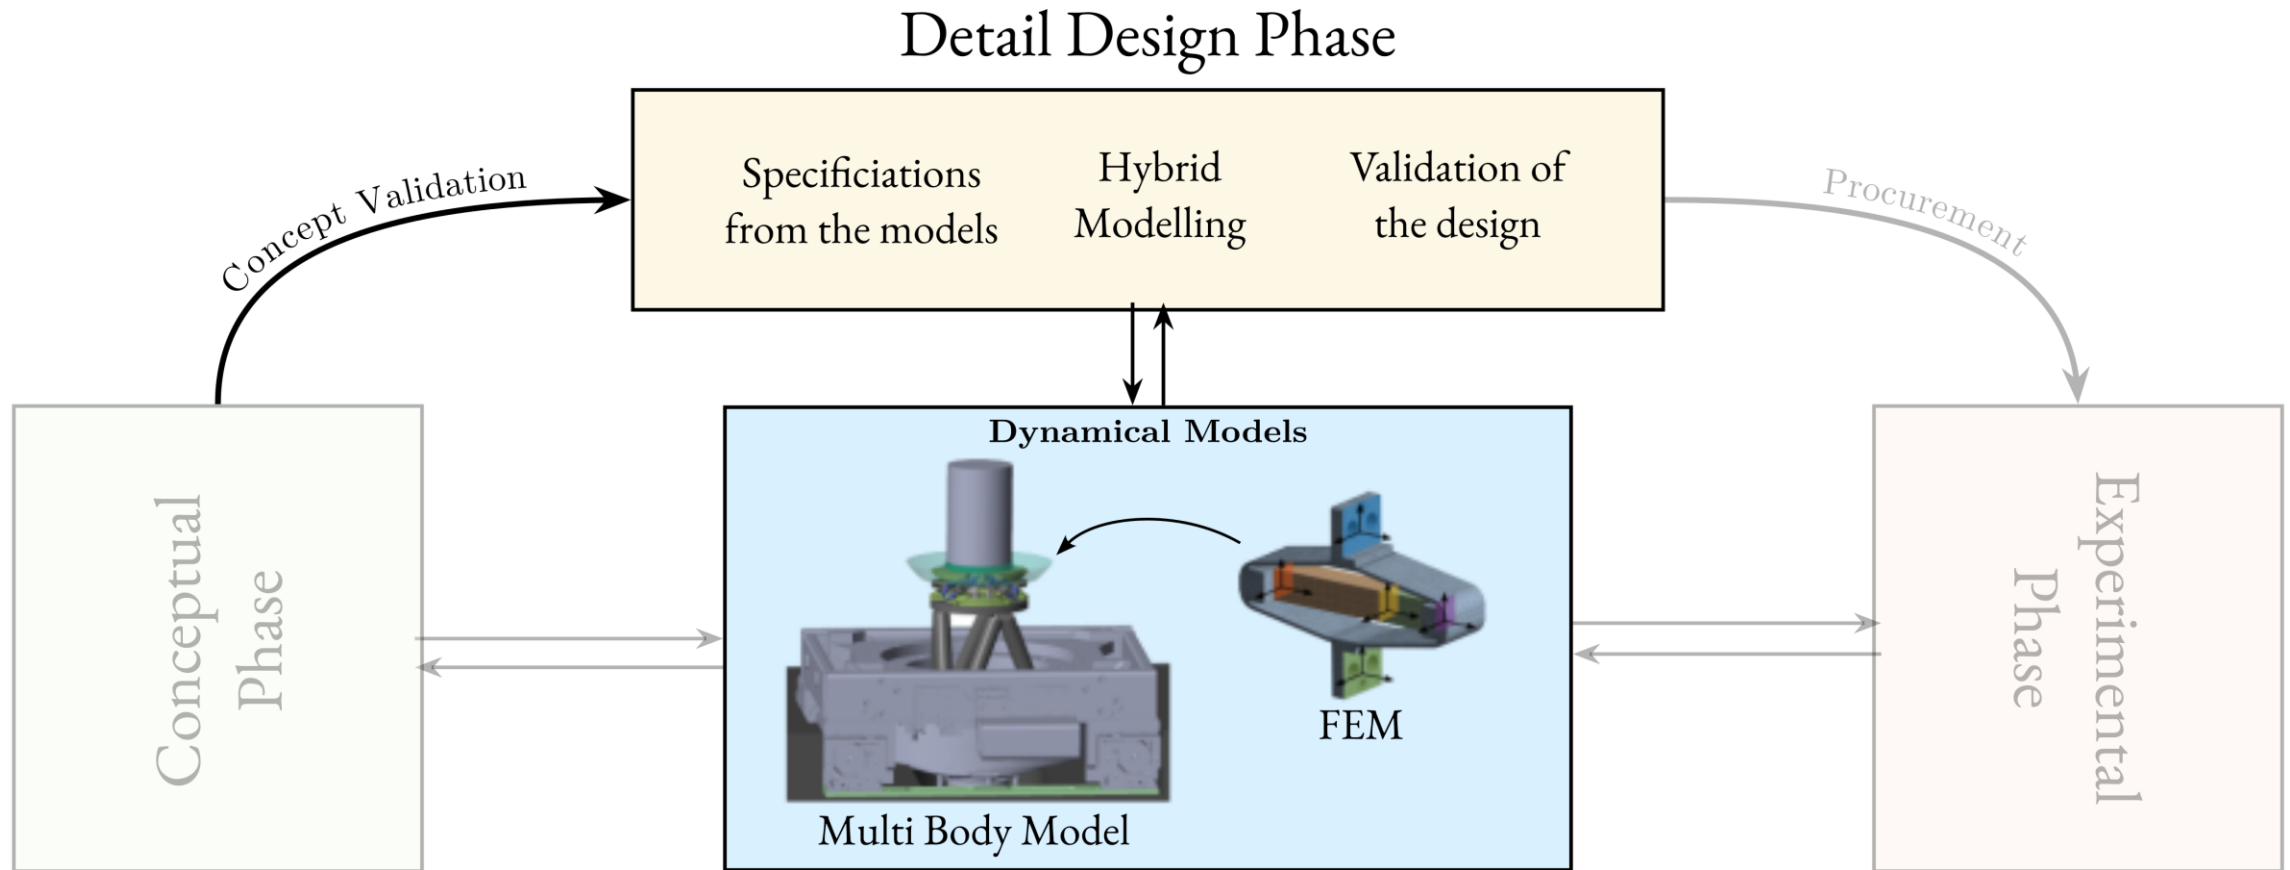 Detail Design Phase
Specificiations
from the models
Hybrid
Modelling
Validation of
the design
Concept Validation
Procurement
Conceptual
Phase
Dynamical Models
Multi Body Model
FEM
Experimental
Phase